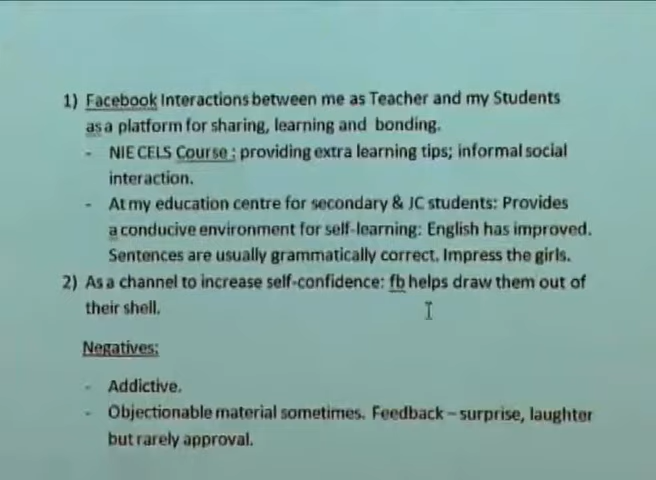 1) Facebook Interactions between me as Teacher and my Students
as a platform for sharing, learning and bonding.
- NIE CELS Course : providing extra learning tips; informal social
interaction.
- At my education centre for secondary & JC students: Provides
a conducive environment for self-learning: English has improved.
Sentences are usually grammatically correct. Impress the girls.
2) As a channel to increase self-confidence: fb helps draw them out of
their shell.
Negatives:
- Addictive.
- Objectionable material sometimes. Feedback – surprise, laughter
but rarely approval.